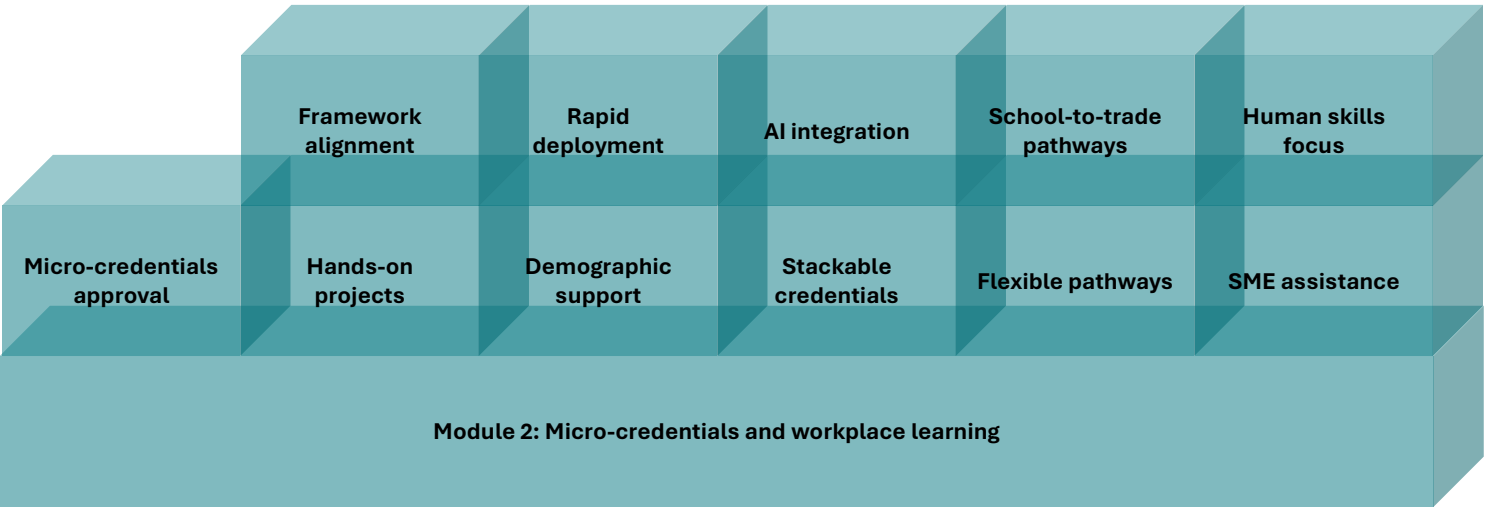 Framework
alignment
Rapid
deployment
AI integration
School-to-trade
pathways
Human skills
focus
Micro-credentials
approval
Hands-on
projects
Demographic
support
Stackable
credentials
Flexible pathways
SME assistance
Module 2: Micro-credentials and workplace learning